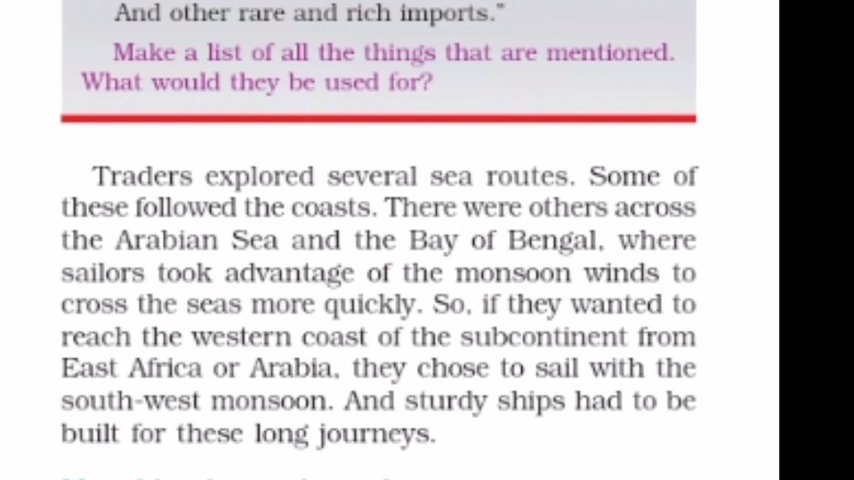 And other rare and rich imports."
Make a list of all the things that are mentioned.
What would they be used for?
Traders explored several sea routes. Some of
these followed the coasts. There were others across
the Arabian Sea and the Bay of Bengal, where
sailors took advantage of the monsoon winds to
cross the seas more quickly. So, if they wanted to
reach the western coast of the subcontinent from
East Africa or Arabia, they chose to sail with the
south-west monsoon. And sturdy ships had to be
built for these long journeys.